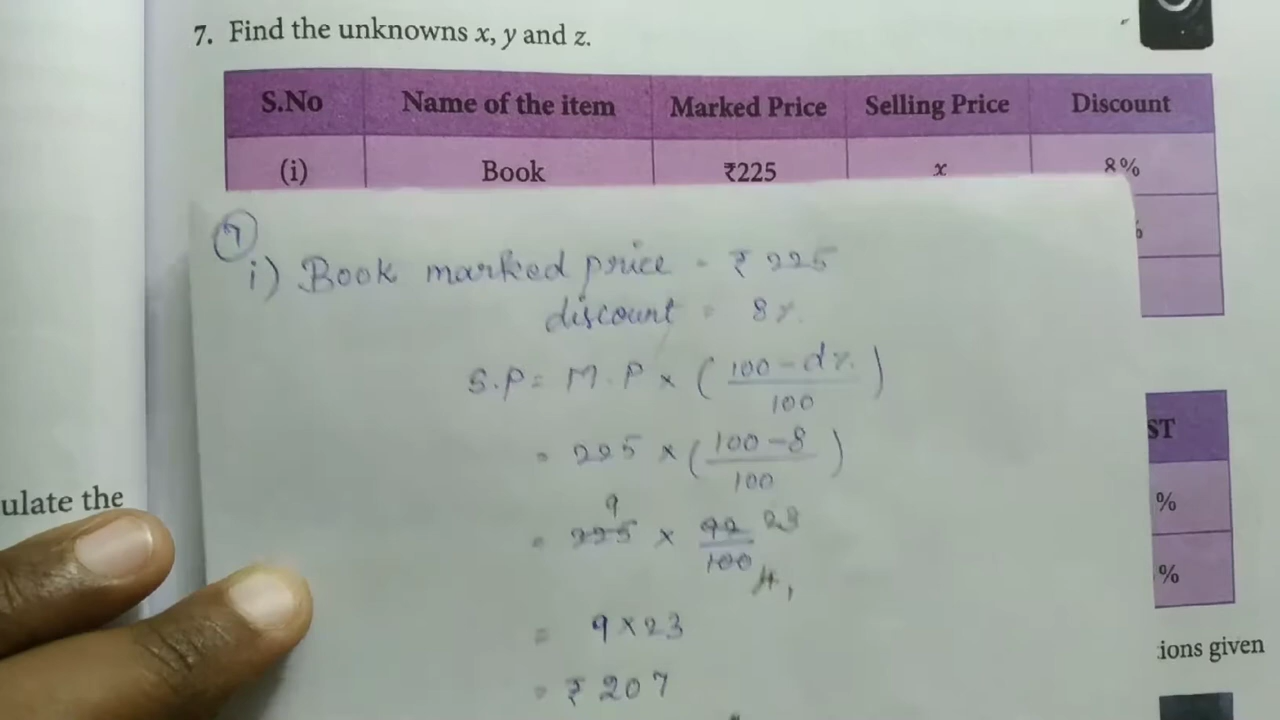 7. Find the unknowns x, y and z.
S.No Name of the item Marked Price Selling Price Discount
(i) Book ₹225 x 8%
7
i) Book marked price = ₹ 225
discount = 8%
S.P = M.P × (100 - d% / 100)
= 225 × (100 - 8 / 100)
9
= 225 × 92 / 100 23
4 1
= 9 × 23
= ₹ 207
ulate the
ST
%
%
ions given